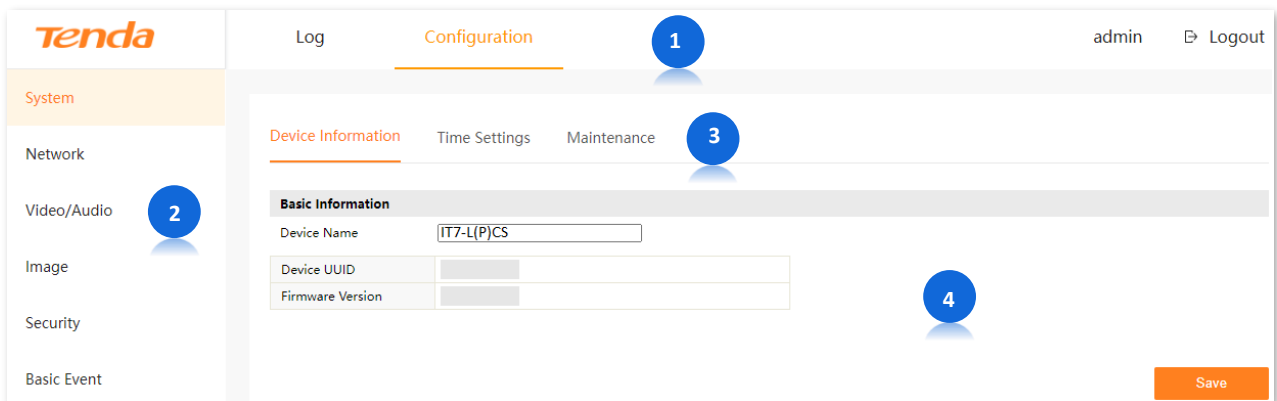 Tenda
Log Configuration 1 admin Logout
System
Network
Video/Audio 2
Image
Security
Basic Event
Device Information Time Settings Maintenance 3
Basic Information
Device Name IT7-L(P)CS
Device UUID
Firmware Version
4
Save